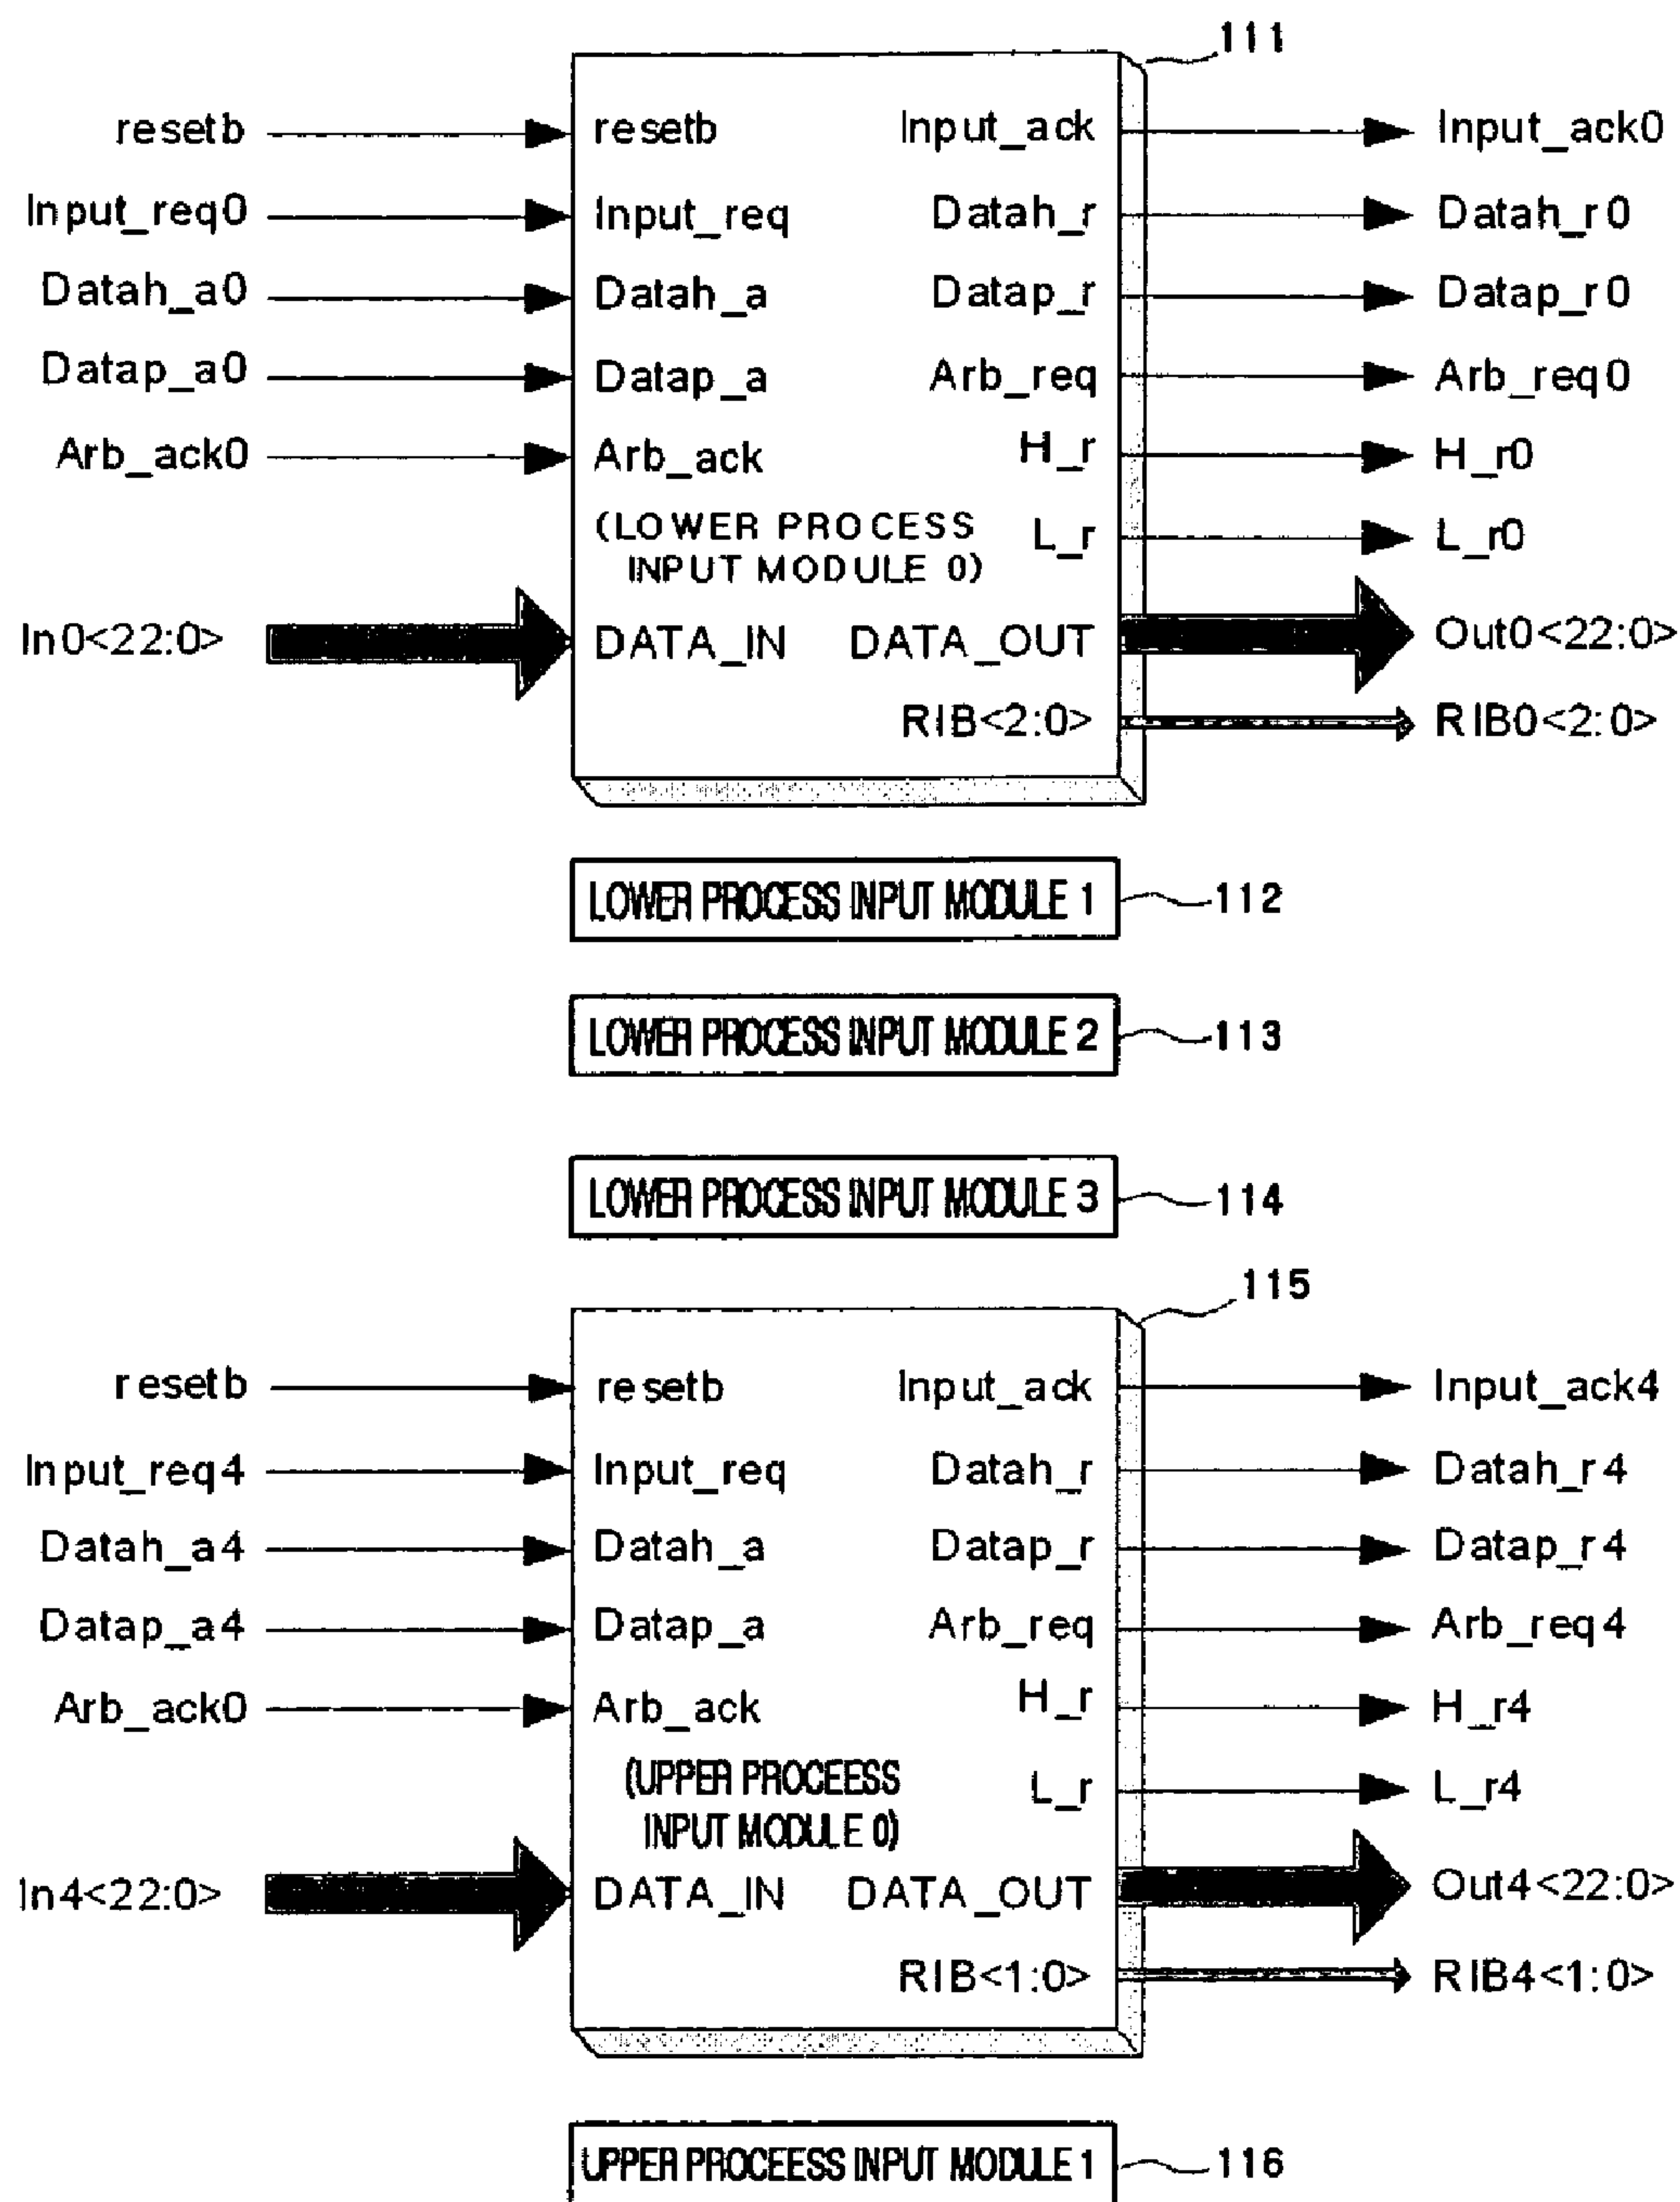 111
resetb resetb Input_ack Input_ack0
Input_req0 Input_req Datah_r Datah_r0
Datah_a0 Datah_a Datap_r Datap_r0
Datap_a0 Datap_a Arb_req Arb_req0
Arb_ack0 Arb_ack H_r H_r0
(LOWER PROCESS L_r L_r0
INPUT MODULE 0)
In0<22:0> DATA_IN DATA_OUT Out0<22:0>
RIB<2:0> RIB0<2:0>
LOWER PROCESS INPUT MODULE 1 112
LOWER PROCESS INPUT MODULE 2 113
LOWER PROCESS INPUT MODULE 3 114
115
resetb resetb Input_ack Input_ack4
Input_req4 Input_req Datah_r Datah_r4
Datah_a4 Datah_a Datap_r Datap_r4
Datap_a4 Datap_a Arb_req Arb_req4
Arb_ack0 Arb_ack H_r H_r4
(UPPER PROCEESS L_r L_r4
INPUT MODULE 0)
In4<22:0> DATA_IN DATA_OUT Out4<22:0>
RIB<1:0> RIB4<1:0>
UPPER PROCEESS INPUT MODULE 1 116